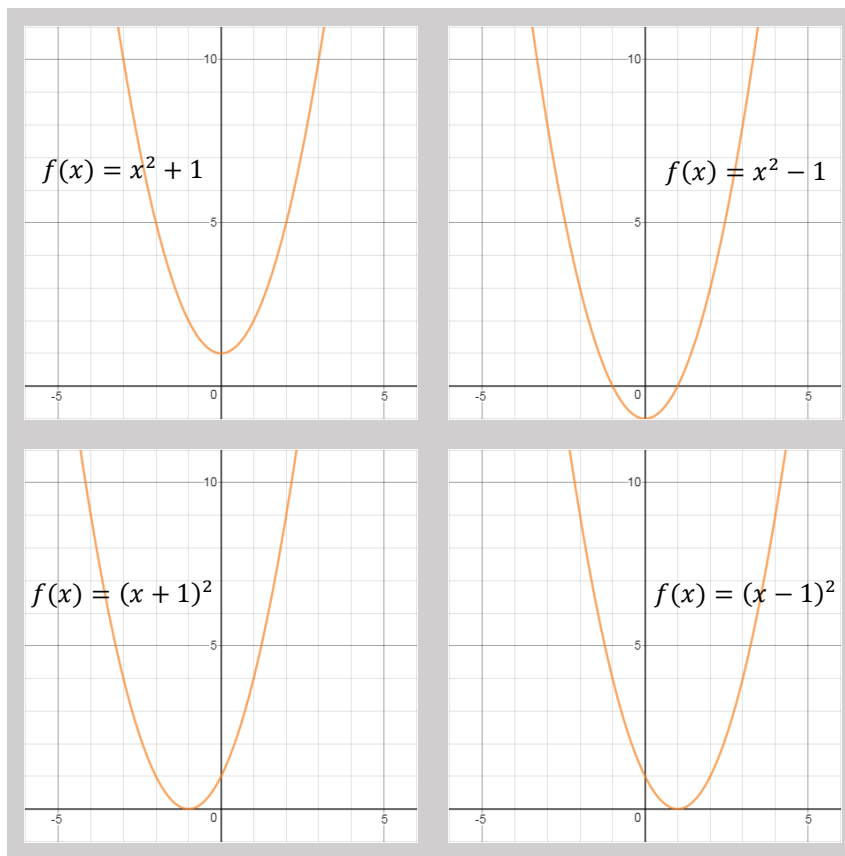 10
f(x) = x² + 1
5
-5 0 5
10
f(x) = x² − 1
5
-5 0 5
10
f(x) = (x + 1)²
5
-5 0 5
10
f(x) = (x − 1)²
5
-5 0 5